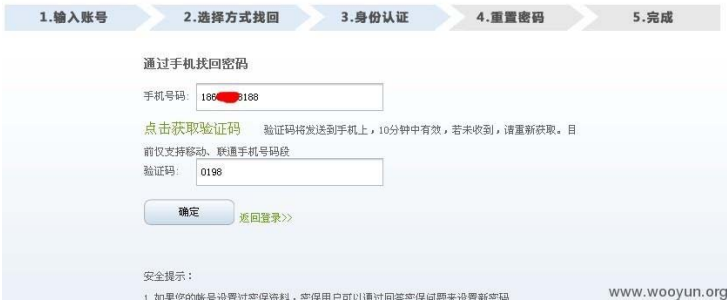 1.输入账号 2.选择方式找回 3.身份认证 4.重置密码 5.完成
通过手机找回密码
手机号码: 186 8188
点击获取验证码 验证码将发送到手机上，10分钟中有效，若未收到，请重新获取。目
前仅支持移动、联通手机号码段
验证码: 0198
确定 返回登录>>
安全提示：
1.如果您的帐号设置过密保资料，密保用户可以通过回答密保问题来设置新密码
www.wooyun.org